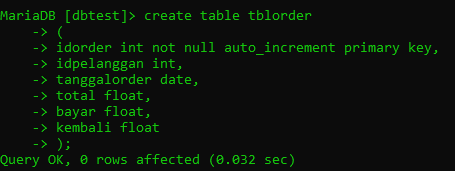 MariaDB [dbtest]> create table tblorder
-> (
-> idorder int not null auto_increment primary key,
-> idpelanggan int,
-> tanggalorder date,
-> total float,
-> bayar float,
-> kembali float
-> );
Query OK, 0 rows affected (0.032 sec)